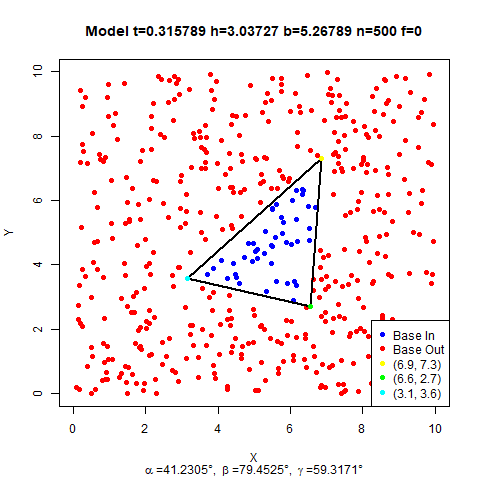 Model t=0.315789 h=3.03727 b=5.26789 n=500 f=0
10
8
6
4
2
0
Y
Base In
Base Out
(6.9, 7.3)
(6.6, 2.7)
(3.1, 3.6)
0 2 4 6 8 10
X
α=41.2305°, β=79.4525°, γ=59.3171°